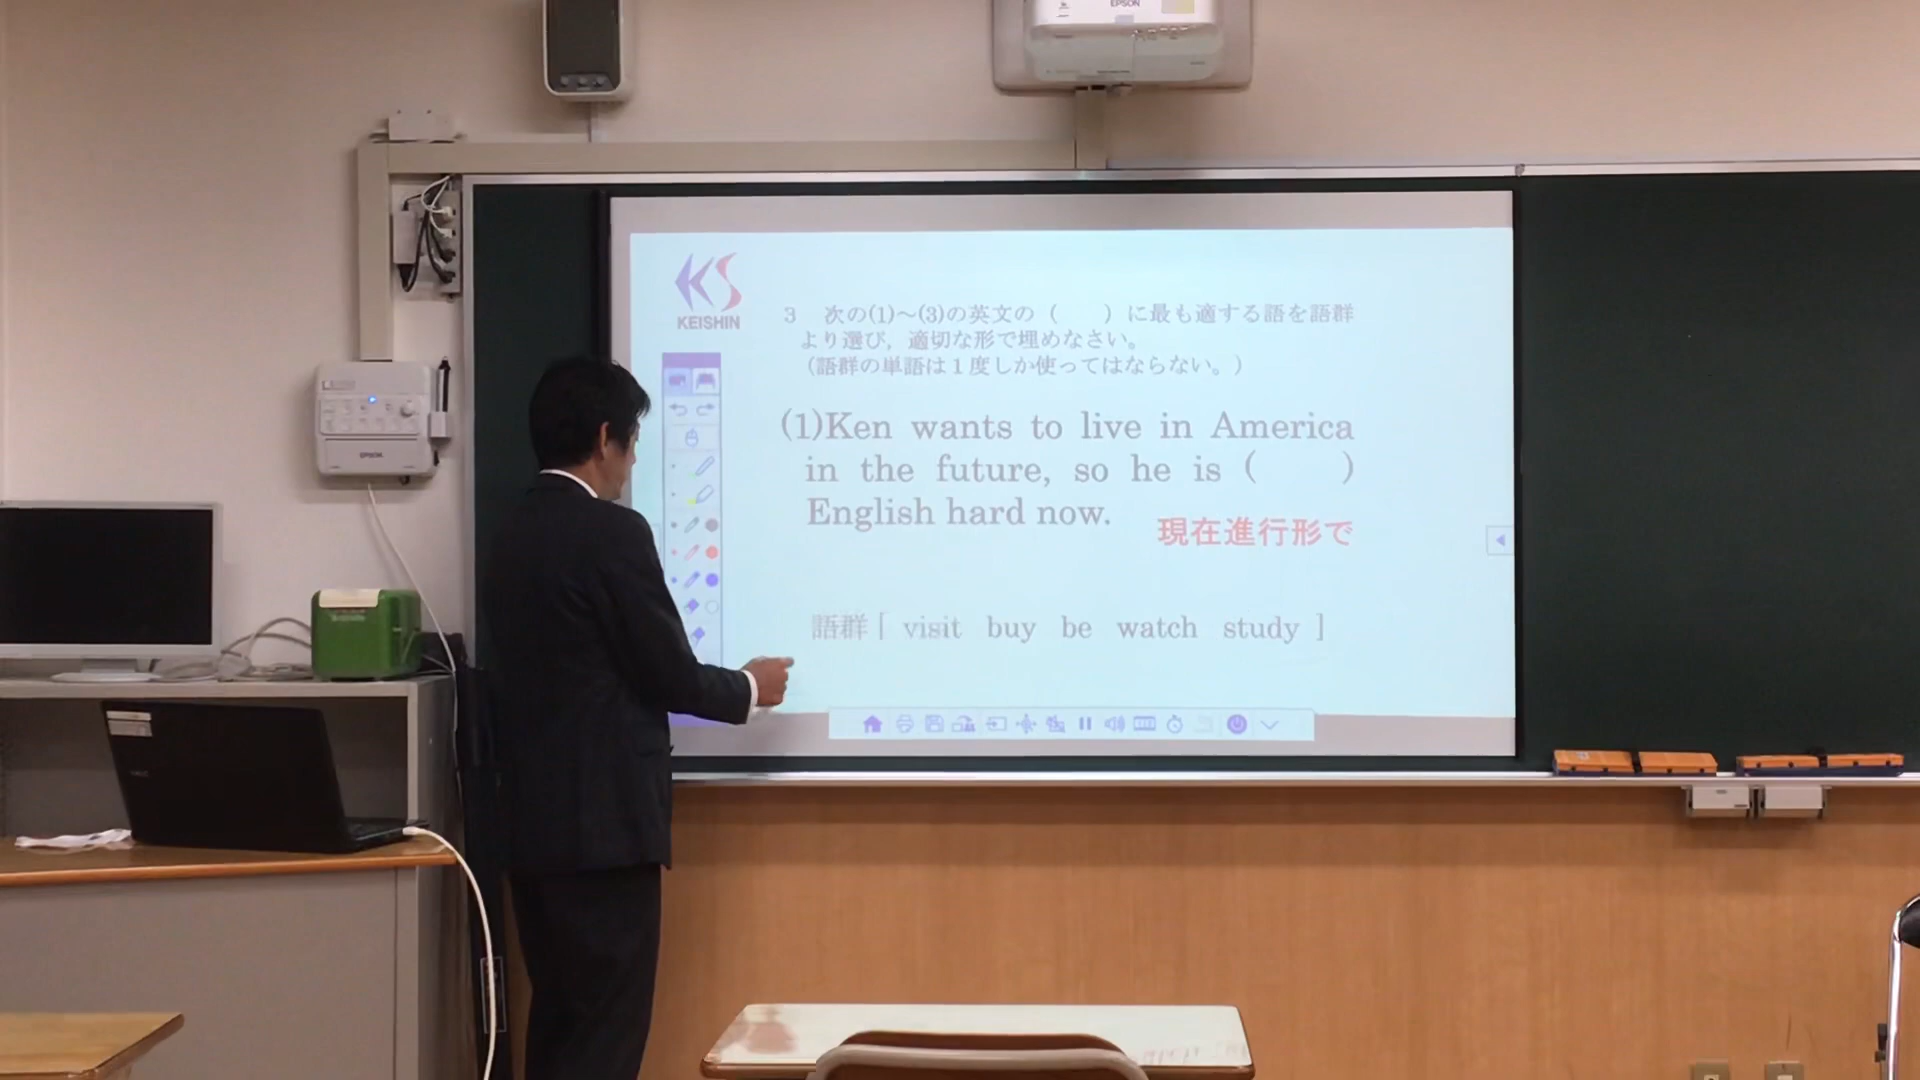 EPSON
KS
KEISHIN
3 次の(1)～(3)の英文の（　　）に最も適する語を語群
より選び，適切な形で埋めなさい。
（語群の単語は１度しか使ってはならない。）
(1)Ken wants to live in America
in the future, so he is (　　)
English hard now.
現在進行形で
語群 [ visit buy be watch study ]
EPSON